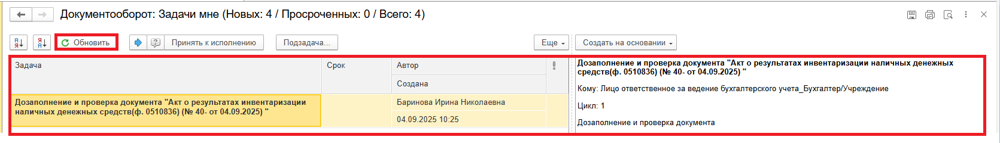 Документооборот: Задачи мне (Новых: 4 / Просроченных: 0 / Всего: 4)
Обновить
Принять к исполнению
Подзадача...
Еще
Создать на основании
Задача
Срок
Автор
Создана
Дозаполнение и проверка документа "Акт о результатах инвентаризации
наличных денежных средств(ф. 0510836) (№ 40- от 04.09.2025) "
Баринова Ирина Николаевна
04.09.2025 10:25
Дозаполнение и проверка документа "Акт о результатах инвентаризации наличных денежных
средств(ф. 0510836) (№ 40- от 04.09.2025) "
Кому: Лицо ответственное за ведение бухгалтерского учета_Бухгалтер/Учреждение
Цикл: 1
Дозаполнение и проверка документа